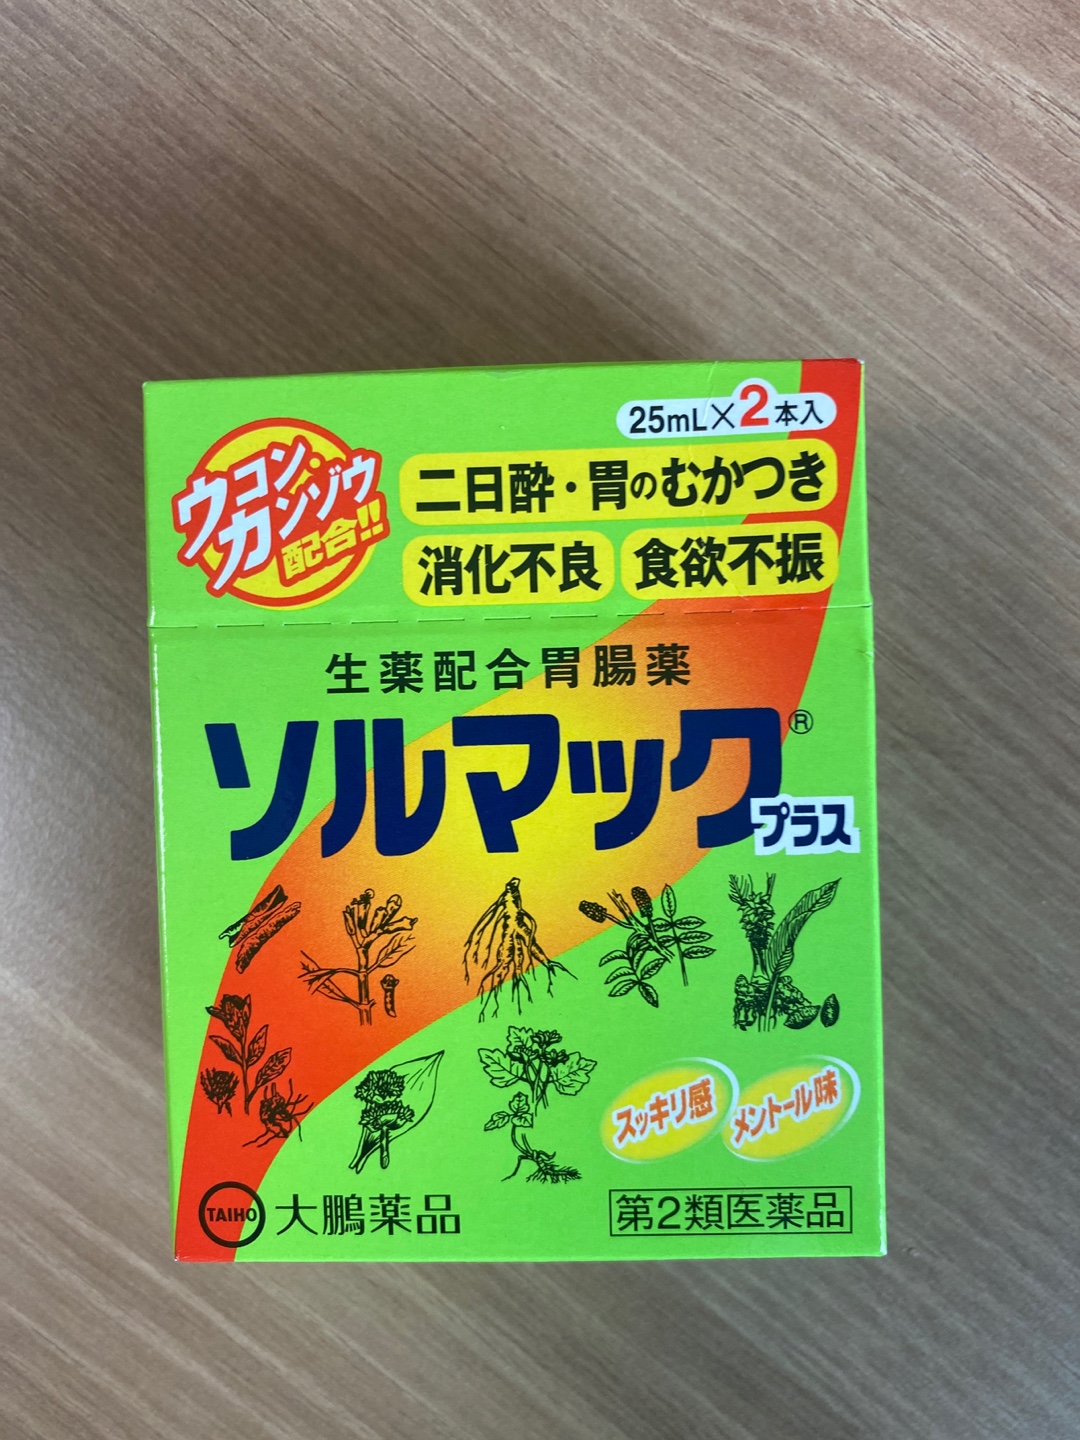 25mL×2本入
ウコン・
カンゾウ
配合!!
二日酔・胃のむかつき
消化不良 食欲不振
生薬配合胃腸薬
ソルマック®
プラス
スッキリ感 メントール味
TAIHO 大鵬薬品
第2類医薬品